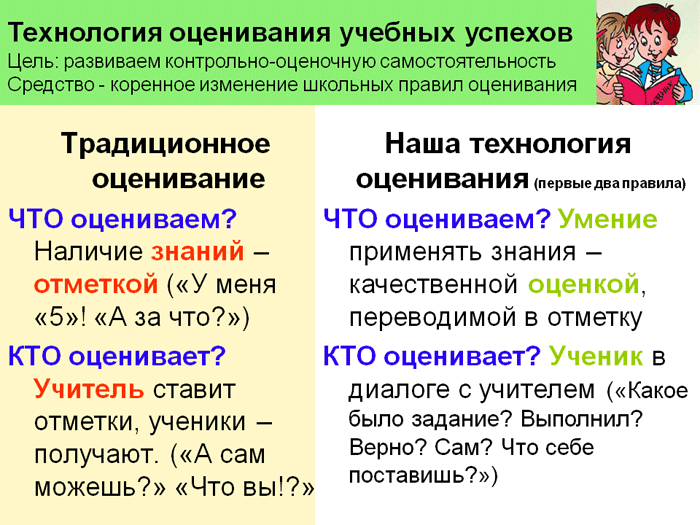 Технология оценивания учебных успехов
Цель: развиваем контрольно-оценочную самостоятельность
Средство - коренное изменение школьных правил оценивания
Традиционное
оценивание
ЧТО оцениваем?
Наличие знаний –
отметкой («У меня
«5»! «А за что?»)
КТО оценивает?
Учитель ставит
отметки, ученики –
получают. («А сам
можешь?» «Что вы!?»
Наша технология
оценивания (первые два правила)
ЧТО оцениваем? Умение
применять знания –
качественной оценкой,
переводимой в отметку
КТО оценивает? Ученик в
диалоге с учителем («Какое
было задание? Выполнил?
Верно? Сам? Что себе
поставишь?»)